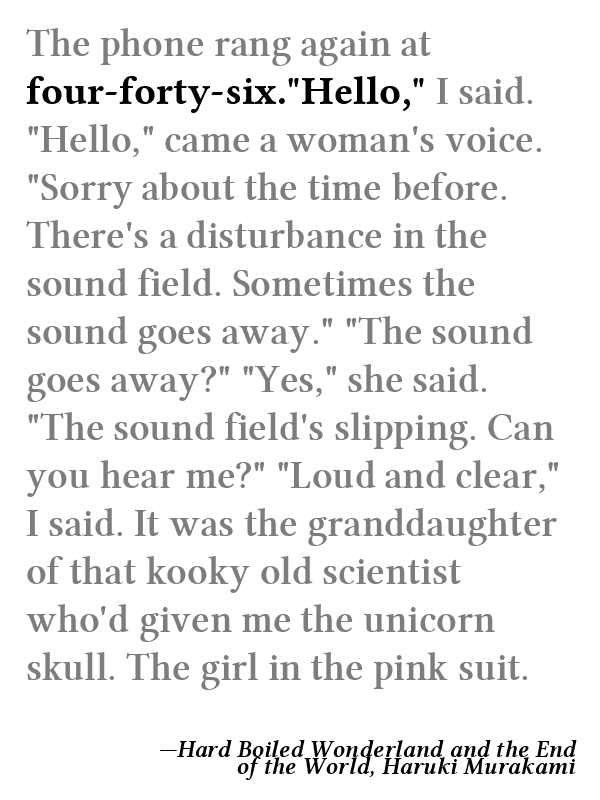 The phone rang again at
four-forty-six."Hello," I said.
"Hello," came a woman's voice.
"Sorry about the time before.
There's a disturbance in the
sound field. Sometimes the
sound goes away." "The sound
goes away?" "Yes," she said.
"The sound field's slipping. Can
you hear me?" "Loud and clear,"
I said. It was the granddaughter
of that kooky old scientist
who'd given me the unicorn
skull. The girl in the pink suit.
—Hard Boiled Wonderland and the End
of the World, Haruki Murakami